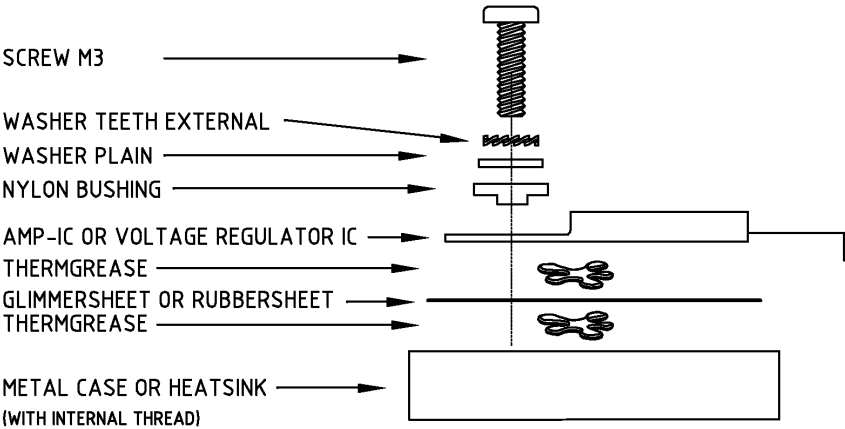 SCREW M3
WASHER TEETH EXTERNAL
WASHER PLAIN
NYLON BUSHING
AMP-IC OR VOLTAGE REGULATOR IC
THERMGREASE
GLIMMERSHEET OR RUBBERSHEET
THERMGREASE
METAL CASE OR HEATSINK
(WITH INTERNAL THREAD)